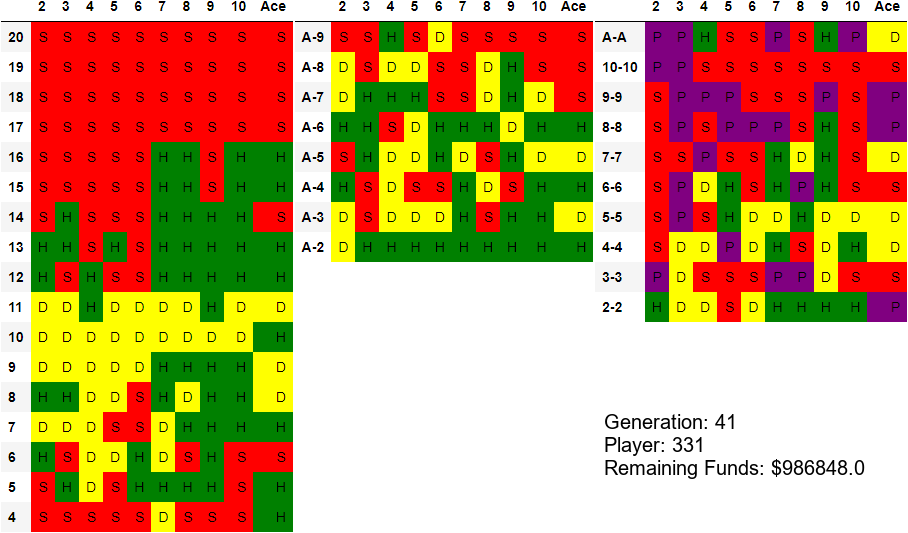 2 3 4 5 6 7 8 9 10 Ace
20 S S S S S S S S S S
19 S S S S S S S S S S
18 S S S S S S S S S S
17 S S S S S S S S S S
16 S S S S S H H S H H
15 S S S S S H H S H H
14 S H S S S H H H H S
13 H H S H S H H H H H
12 H S H S S H H H H H
11 D D H D D D D H D D
10 D D D D D D D D D H
9 D D D D D H H H H D
8 H H D D S H D H H D
7 D D D S S D H H H H
6 H S D D H D S H S S
5 S H D S H H H H S H
4 S S S S S D S S S H
2 3 4 5 6 7 8 9 10 Ace
A-9 S S H S D S S S S S
A-8 D S D D S S D H S S
A-7 D H H H S S D H D S
A-6 H H S D H H H D H H
A-5 S H D D H D S H D D
A-4 H S D S S H D S H H
A-3 D S D D D H S H H D
A-2 D H H H H H H H H H
2 3 4 5 6 7 8 9 10 Ace
A-A P P H S P S H P D
10-10 P P S S S S S S S S
9-9 S P P P S S S P S P
8-8 S P S P P P S H S P
7-7 S S P S S H D H S D
6-6 S P D H S H P H S S
5-5 S P S H D D H D D D
4-4 S D D P D H S D H D
3-3 P D S S S P P D S S
2-2 H D D S D H H H H P
Generation: 41
Player: 331
Remaining Funds: $986848.0